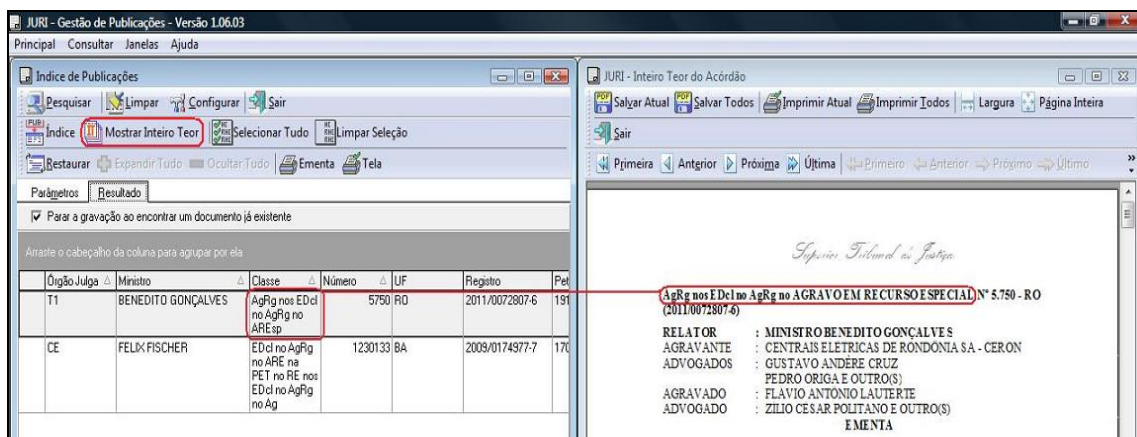 JURI - Gestão de Publicações - Versão 1.06.03
Principal Consultar Janelas Ajuda
Indice de Publicações
Pesquisar Limpar Configurar Sair
Índice Mostrar Inteiro Teor Selecionar Tudo Limpar Seleção
Restaurar Expandir Tudo Ocultar Tudo Ementa Tela
Parâmetros Resultado
Parar a gravação ao encontrar um documento já existente
Arraste o cabeçalho da coluna para agrupar por ela
Órgão Julga Ministro Classe Número UF Registro Pet
T1 BENEDITO GONÇALVES AgRg nos EDcl 5750 RO 2011/0072807-6 191
no AgRg no
AREsp
CE FELIX FISCHER EDcl no AgRg 1230133 BA 2009/0174977-7 170
no ARE na
PET no RE nos
EDcl no AgRg
no Ag
JURI - Inteiro Teor do Acórdão
Salvar Atual Salvar Todos Imprimir Atual Imprimir Todos Largura Página Inteira
Sair
Primeira Anterior Próxima Última Primeiro Anterior Próximo Último »
Superior Tribunal de Justiça
AgRg nos EDcl no AgRg no AGRAVO EM RECURSO ESPECIAL Nº 5.750 - RO
(2011/0072807-6)
RELATOR : MINISTRO BENEDITO GONÇALVES
AGRAVANTE : CENTRAIS ELETRICAS DE RONDÔNIA SA - CERON
ADVOGADOS : GUSTAVO ANDÈRE CRUZ
PEDRO ORIGA E OUTRO(S)
AGRAVADO : FLAVIO ANTÔNIO LAUTERTE
ADVOGADO : ZILIO CESAR POLITANO E OUTRO(S)
EMENTA